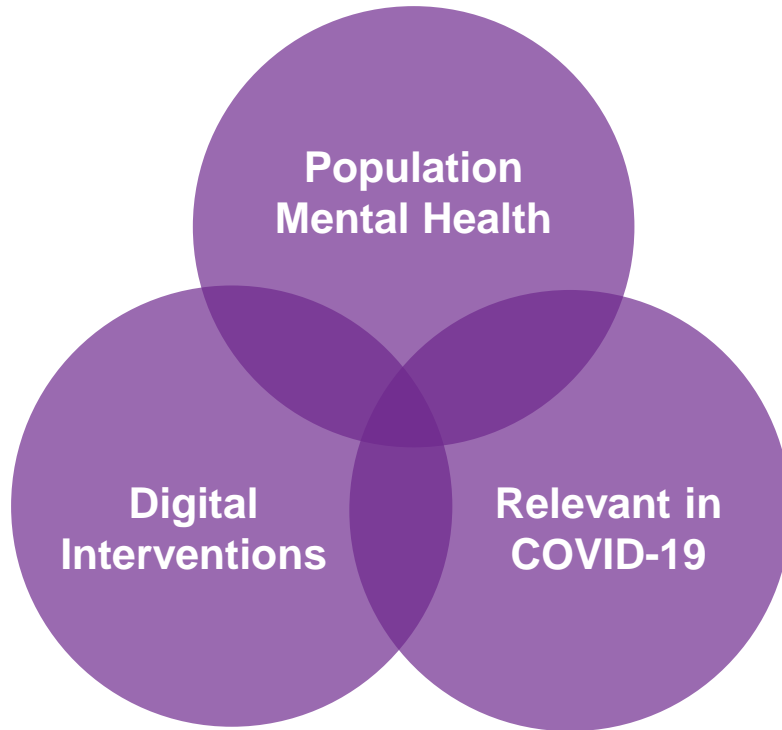 Population
Mental Health
Digital
Interventions
Relevant in
COVID-19